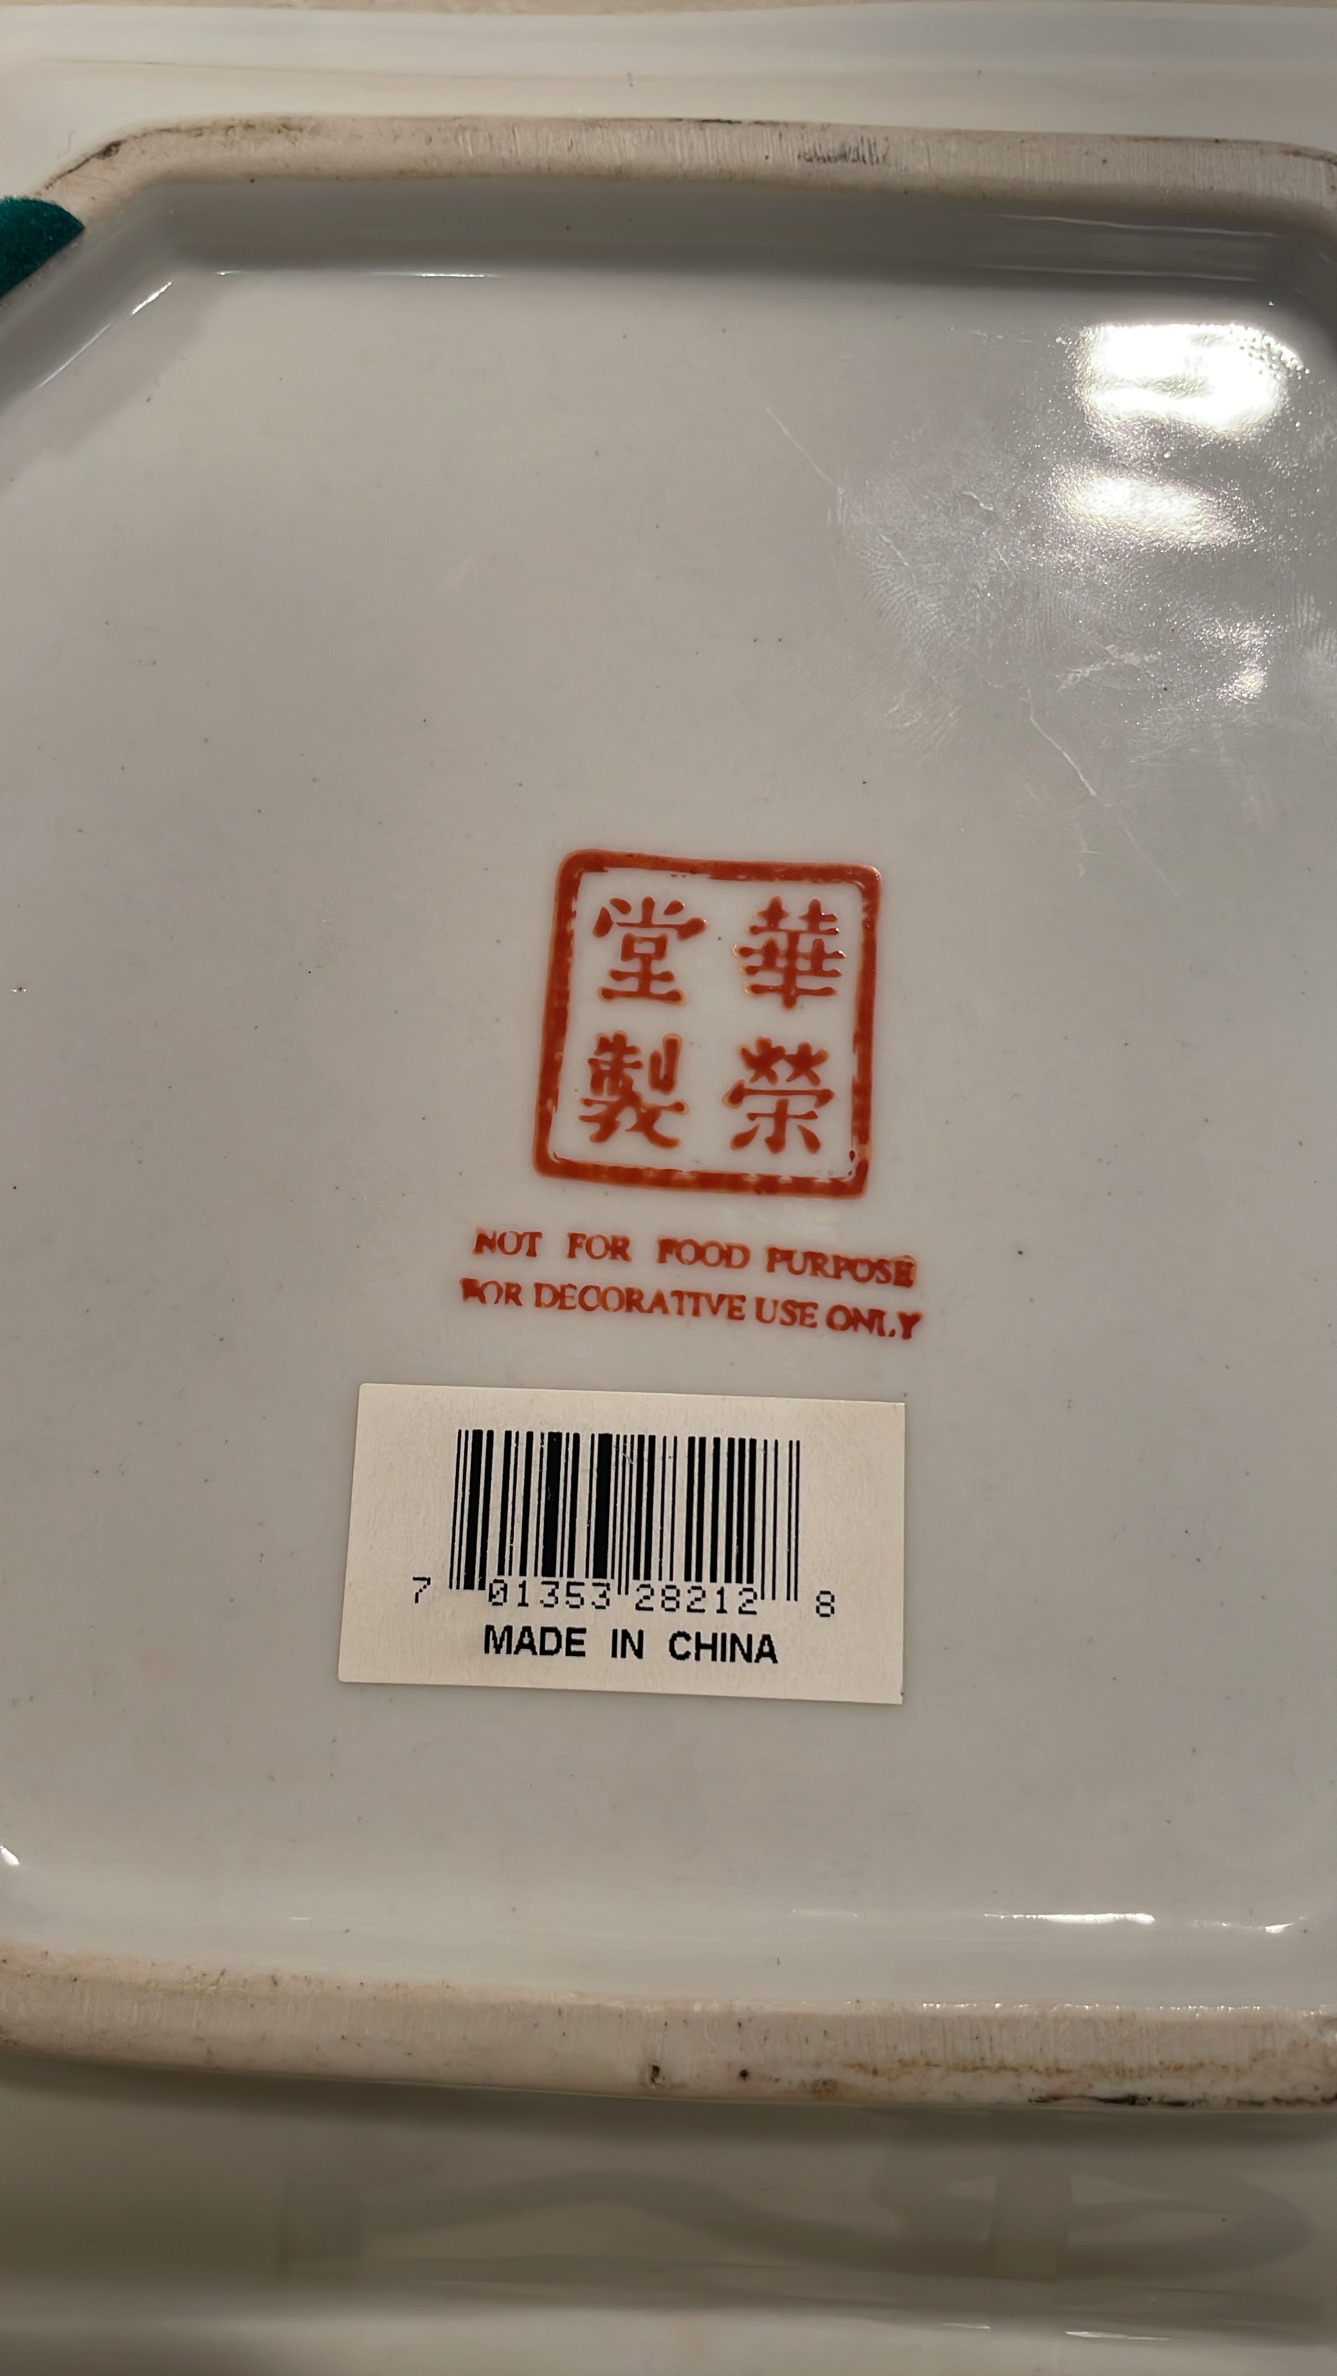 華榮
堂製
NOT FOR FOOD PURPOSE
FOR DECORATIVE USE ONLY
7 01353 28212 8
MADE IN CHINA